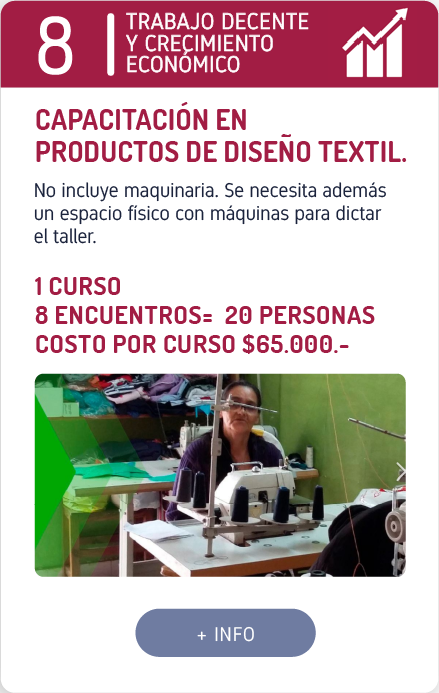 8
TRABAJO DECENTE
Y CRECIMIENTO
ECONÓMICO
CAPACITACIÓN EN
PRODUCTOS DE DISEÑO TEXTIL.
No incluye maquinaria. Se necesita además
un espacio físico con máquinas para dictar
el taller.
1 CURSO
8 ENCUENTROS= 20 PERSONAS
COSTO POR CURSO $65.000.-
+ INFO